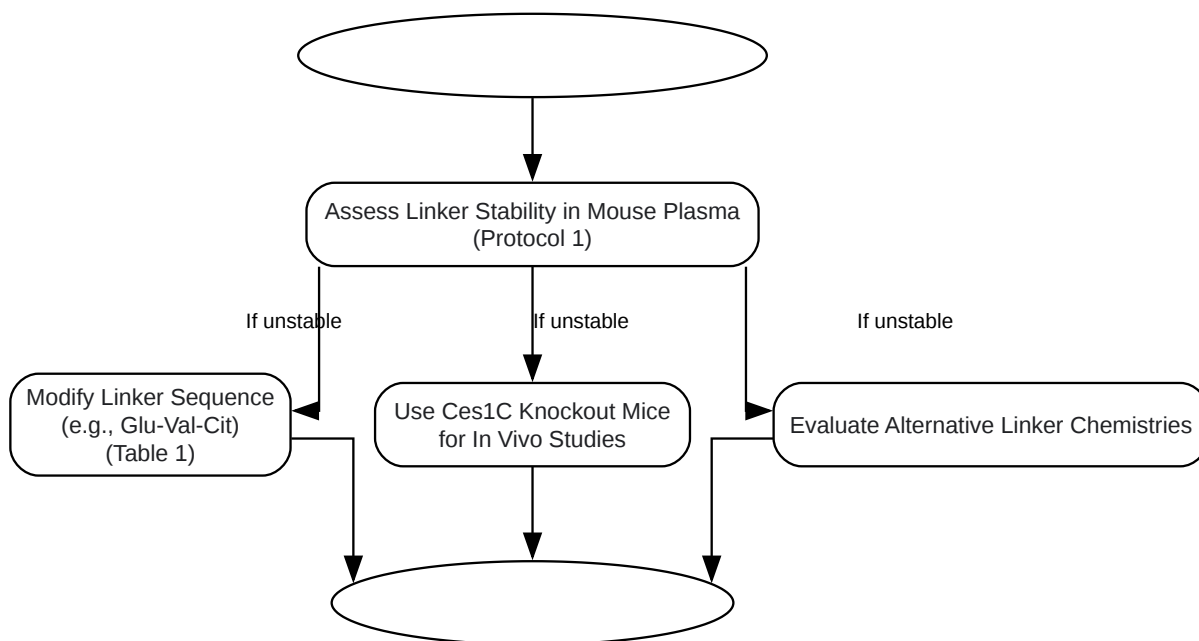 Assess Linker Stability in Mouse Plasma
(Protocol 1)
If unstable
If unstable
If unstable
Modify Linker Sequence
(e.g., Glu-Val-Cit)
(Table 1)
Use Ces1C Knockout Mice
for In Vivo Studies
Evaluate Alternative Linker Chemistries